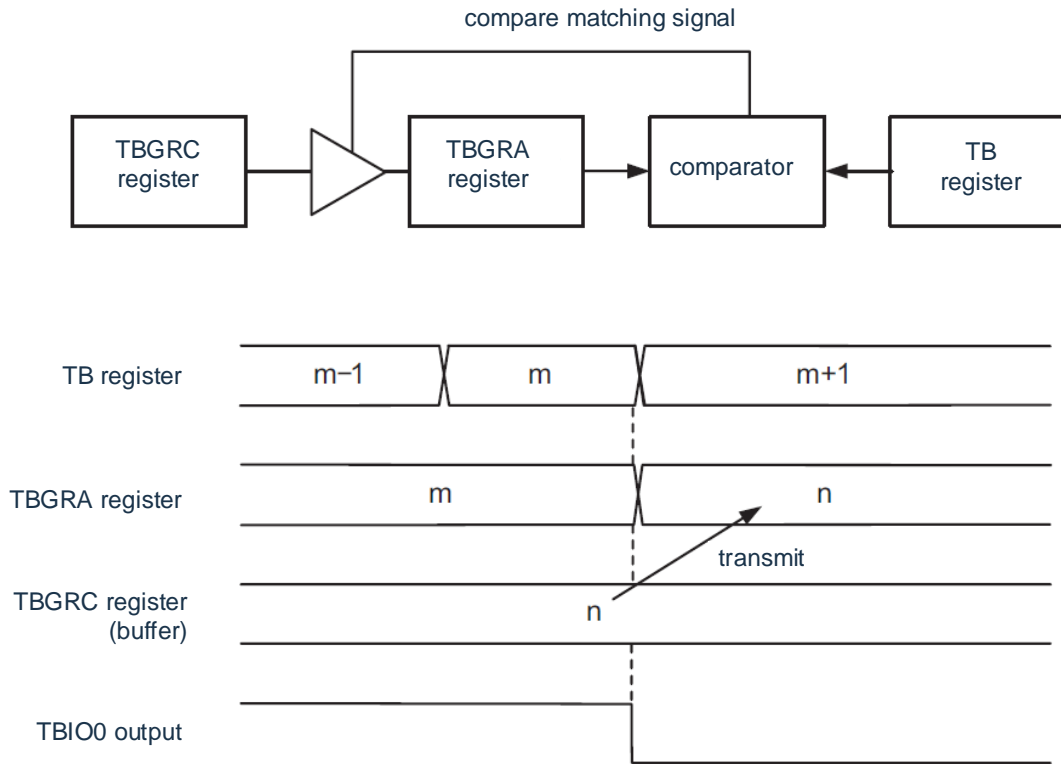 compare matching signal
TBGRC
register
TBGRA
register
comparator
TB
register
TB register
m−1
m
m+1
TBGRA register
m
n
transmit
TBGRC register
(buffer)
n
TBIO0 output